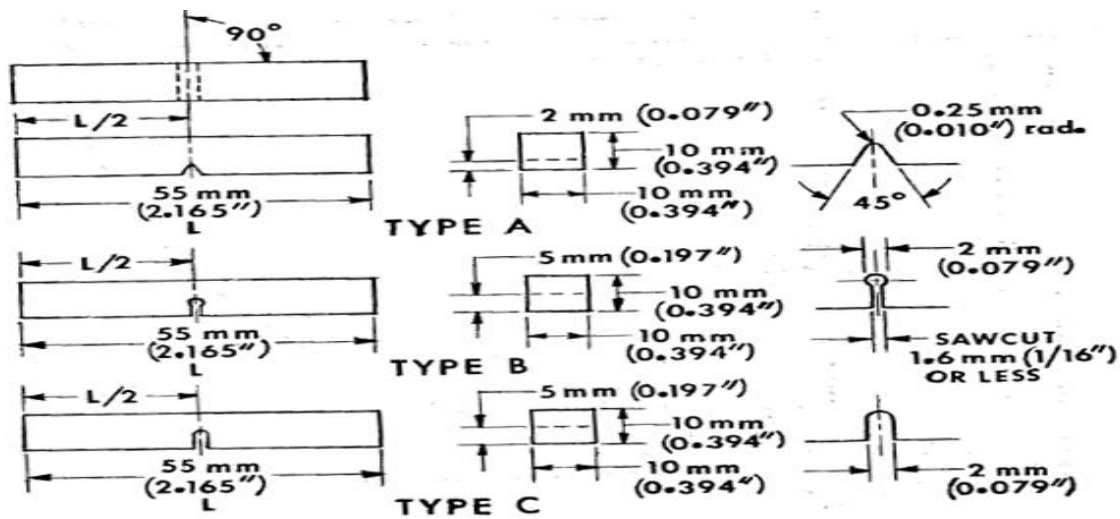 90°
L/2
2 mm (0.079″)
0.25 mm
(0.010″) rad.
10 mm
(0.394″)
55 mm
(2.165″)
L
10 mm
(0.394″)
45°
TYPE A
L/2
5 mm (0.197″)
2 mm
(0.079″)
10 mm
(0.394″)
55 mm
(2.165″)
L
10 mm
(0.394″)
SAWCUT
1.6 mm (1/16″)
OR LESS
TYPE B
L/2
5 mm (0.197″)
10 mm
(0.394″)
55 mm
(2.165″)
L
10 mm
(0.394″)
2 mm
(0.079″)
TYPE C